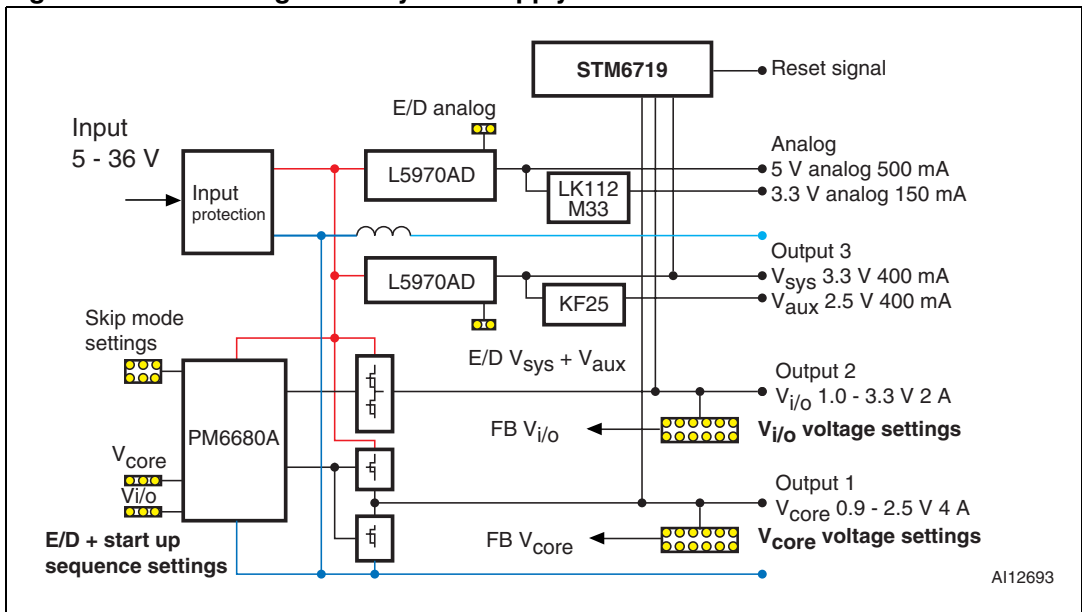 STM6719
Reset signal
E/D analog
Input
5 - 36 V
Input
protection
L5970AD
LK112
M33
Analog
5 V analog 500 mA
3.3 V analog 150 mA
L5970AD
KF25
Output 3
Vsys 3.3 V 400 mA
Vaux 2.5 V 400 mA
E/D Vsys + Vaux
Skip mode
settings
PM6680A
Output 2
Vi/o 1.0 - 3.3 V 2 A
FB Vi/o
Vi/o voltage settings
Vcore
Vi/o
E/D + start up
sequence settings
Output 1
Vcore 0.9 - 2.5 V 4 A
FB Vcore
Vcore voltage settings
AI12693